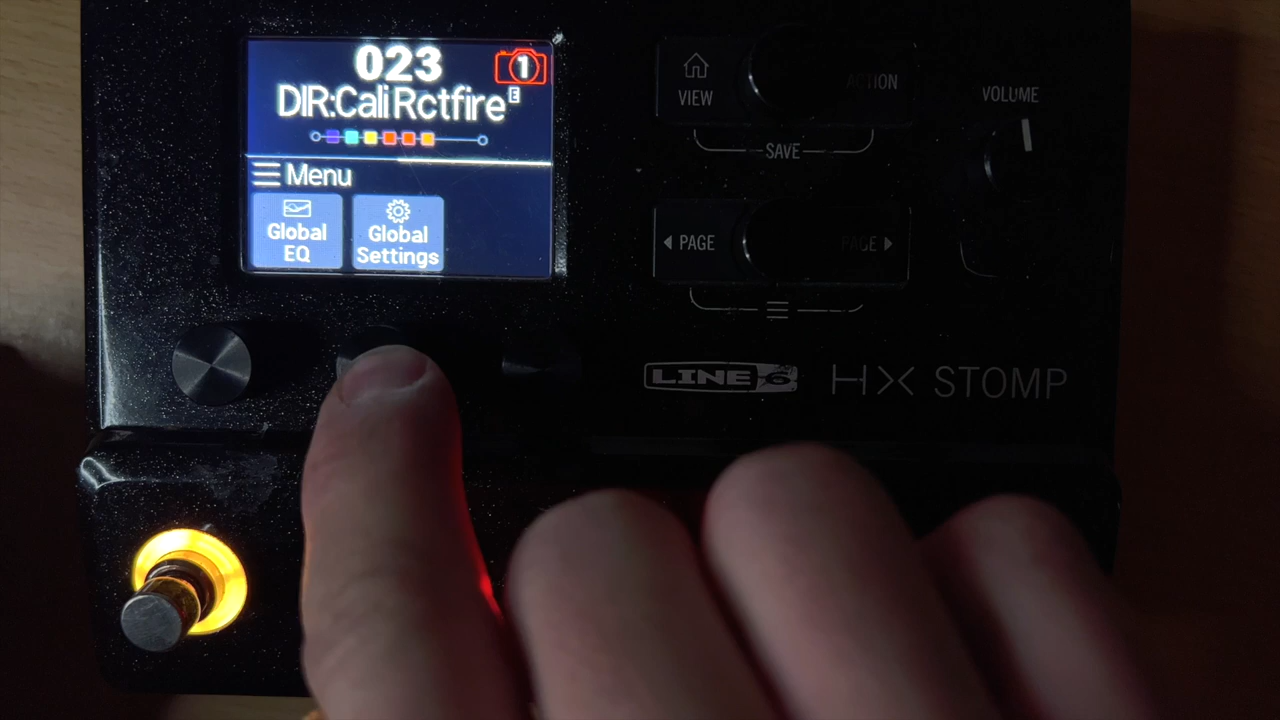 023
1
DIR:Cali Rctfire E
Menu
Global
EQ
Global
Settings
VIEW
ACTION
SAVE
PAGE
PAGE
VOLUME
LINE 6
HX STOMP